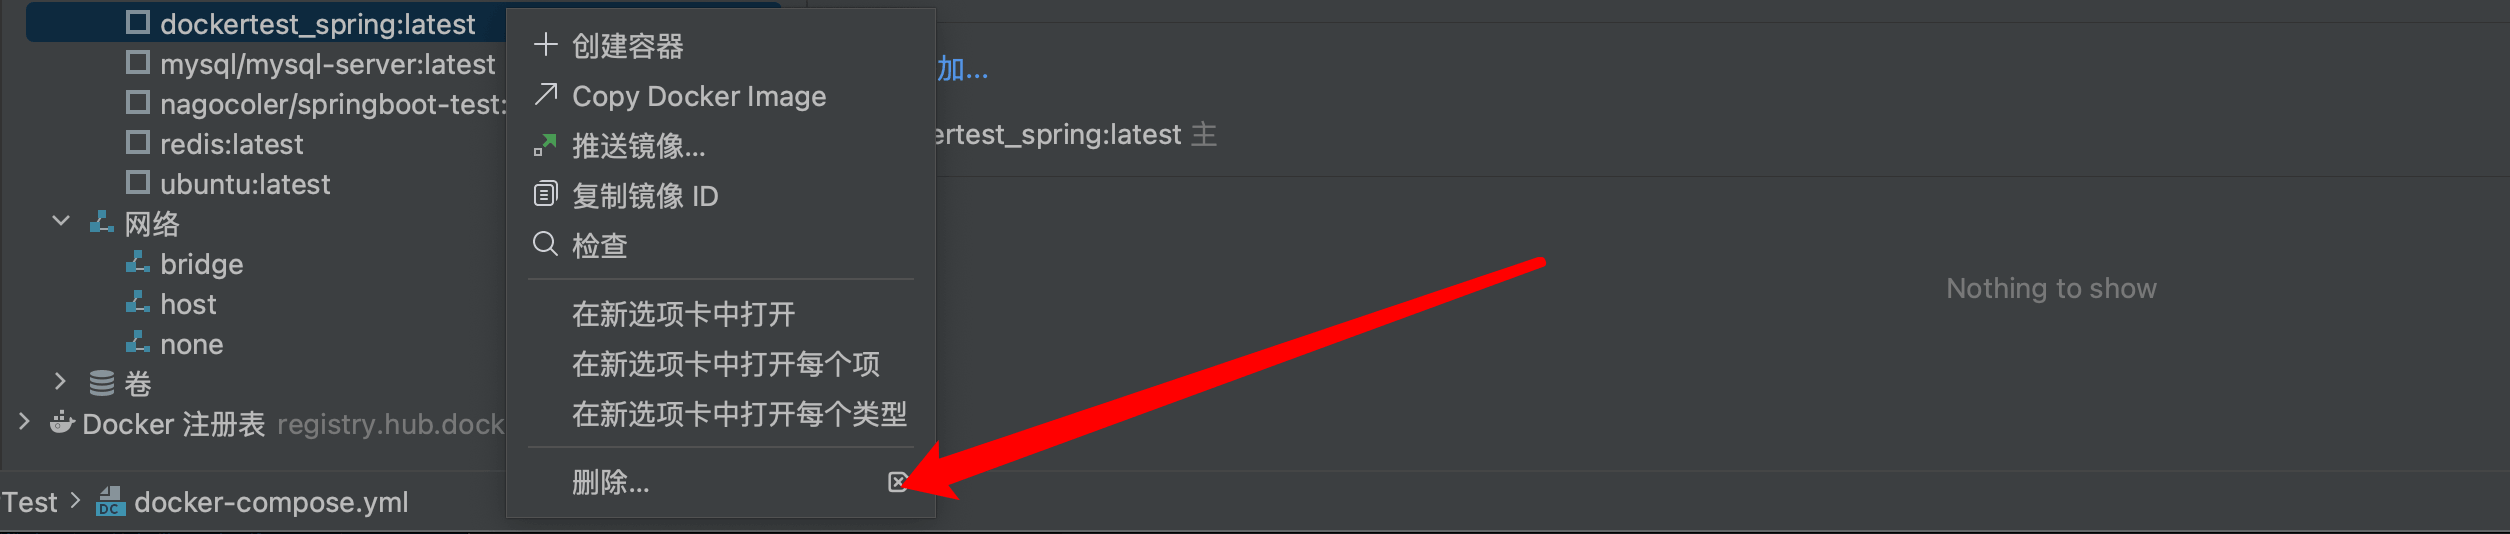 dockertest_spring:latest
mysql/mysql-server:latest
nagocoler/springboot-test:
redis:latest
ubuntu:latest
网络
bridge
host
none
卷
Docker 注册表 registry.hub.dock
Test
docker-compose.yml
DC
创建容器
Copy Docker Image
推送镜像...
复制镜像 ID
检查
在新选项卡中打开
在新选项卡中打开每个项
在新选项卡中打开每个类型
删除...
加...
ertest_spring:latest 主
Nothing to show